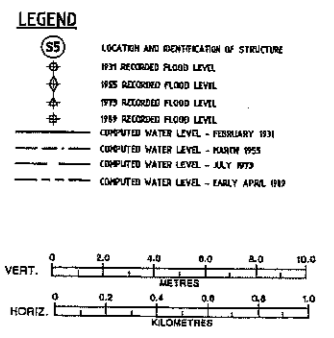 LEGEND
S5 LOCATION AND IDENTIFICATION OF STRUCTURE
1931 RECORDED FLOOD LEVEL
1955 RECORDED FLOOD LEVEL
1973 RECORDED FLOOD LEVEL
1989 RECORDED FLOOD LEVEL
COMPUTED WATER LEVEL - FEBRUARY 1931
COMPUTED WATER LEVEL - MARCH 1955
COMPUTED WATER LEVEL - JULY 1973
COMPUTED WATER LEVEL - EARLY APRIL 1989
0 2.0 4.0 6.0 8.0 10.0
VERT.
METRES
0 0.2 0.4 0.6 0.8 1.0
HORIZ.
KILOMETRES